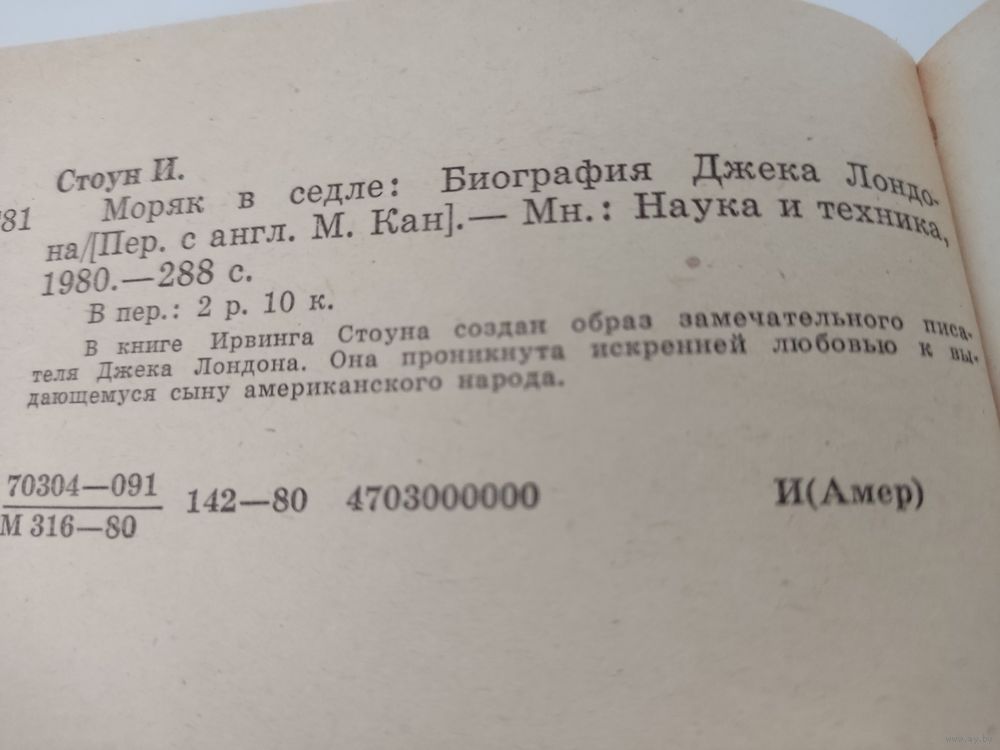 Стоун И.
81 Моряк в седле: Биография Джека Лондо-
на/[Пер. с англ. М. Кан].— Мн.: Наука и техника,
1980.—288 с.
В пер.: 2 р. 10 к.
В книге Ирвинга Стоуна создан образ замечательного писа-
теля Джека Лондона. Она проникнута искренней любовью к вы-
дающемуся сыну американского народа.
70304—091
М 316—80
142—80 4703000000 И(Амер)